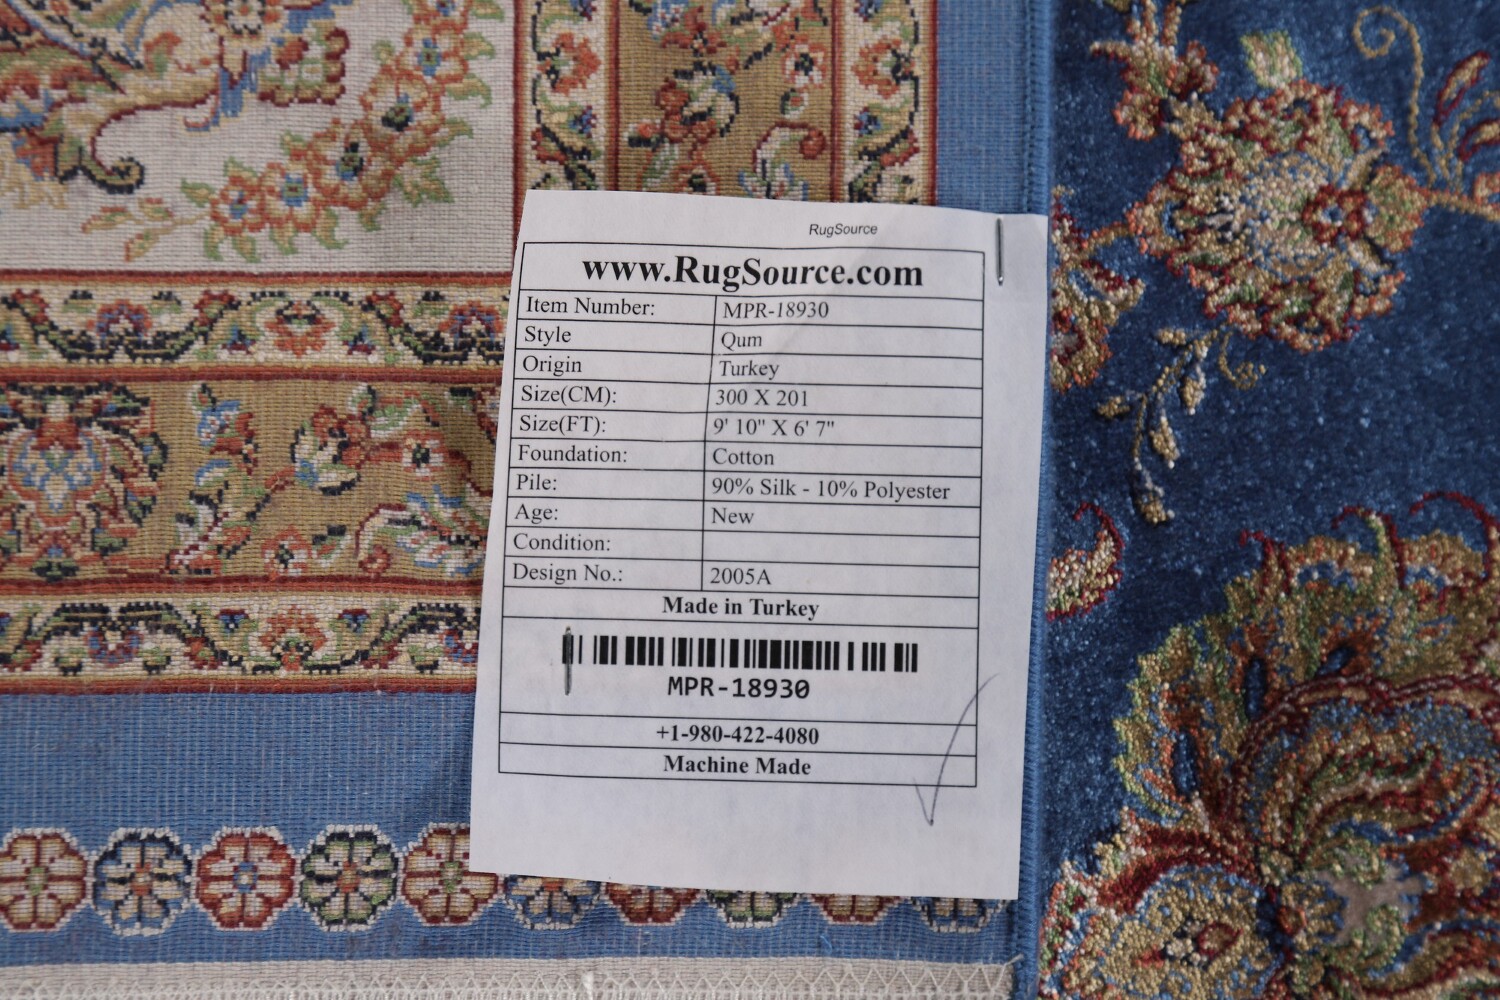 RugSource
www.RugSource.com
Item Number: MPR-18930
Style Qum
Origin Turkey
Size(CM): 300 X 201
Size(FT): 9' 10" X 6' 7"
Foundation: Cotton
Pile: 90% Silk - 10% Polyester
Age: New
Condition:
Design No.: 2005A
Made in Turkey
MPR-18930
+1-980-422-4080
Machine Made